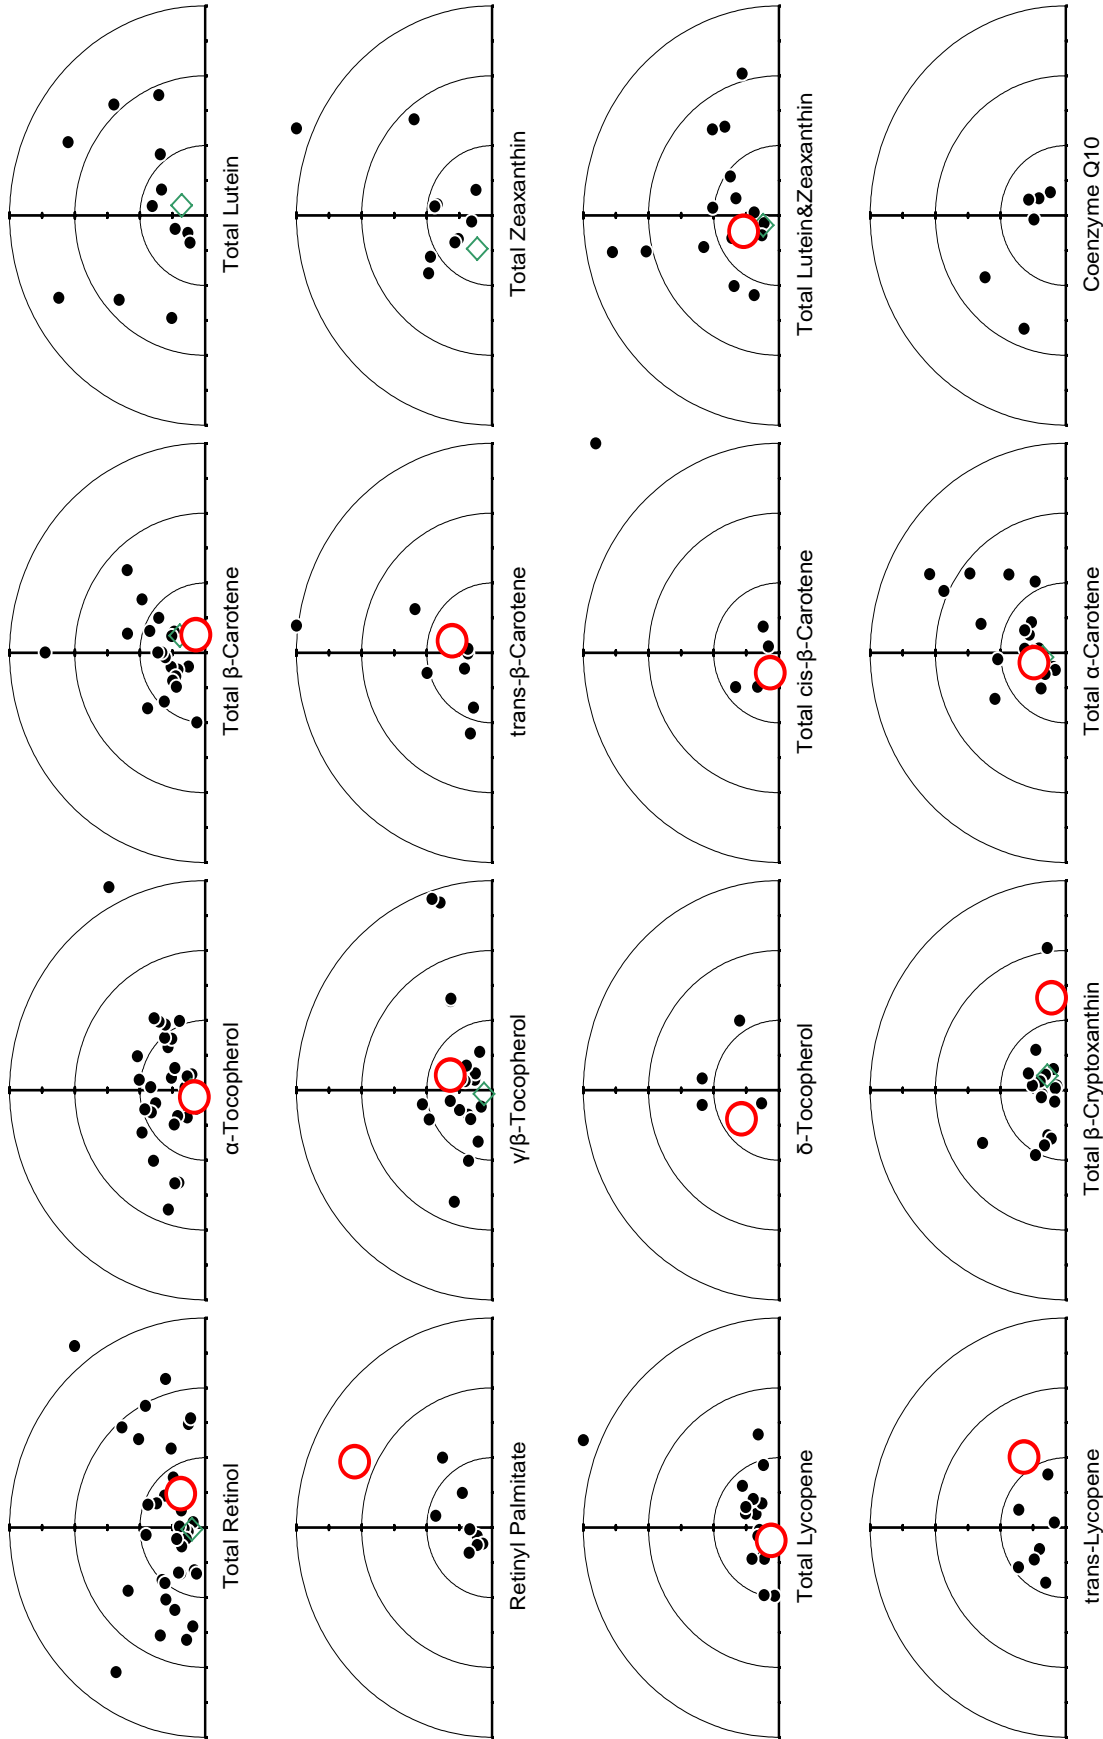 Total Retinol
α-Tocopherol
Total β-Carotene
Total Lutein
Retinyl Palmitate
γ/β-Tocopherol
trans-β-Carotene
Total Zeaxanthin
Total Lycopene
δ-Tocopherol
Total cis-β-Carotene
Total Lutein&Zeaxanthin
trans-Lycopene
Total β-Cryptoxanthin
Total α-Carotene
Coenzyme Q10